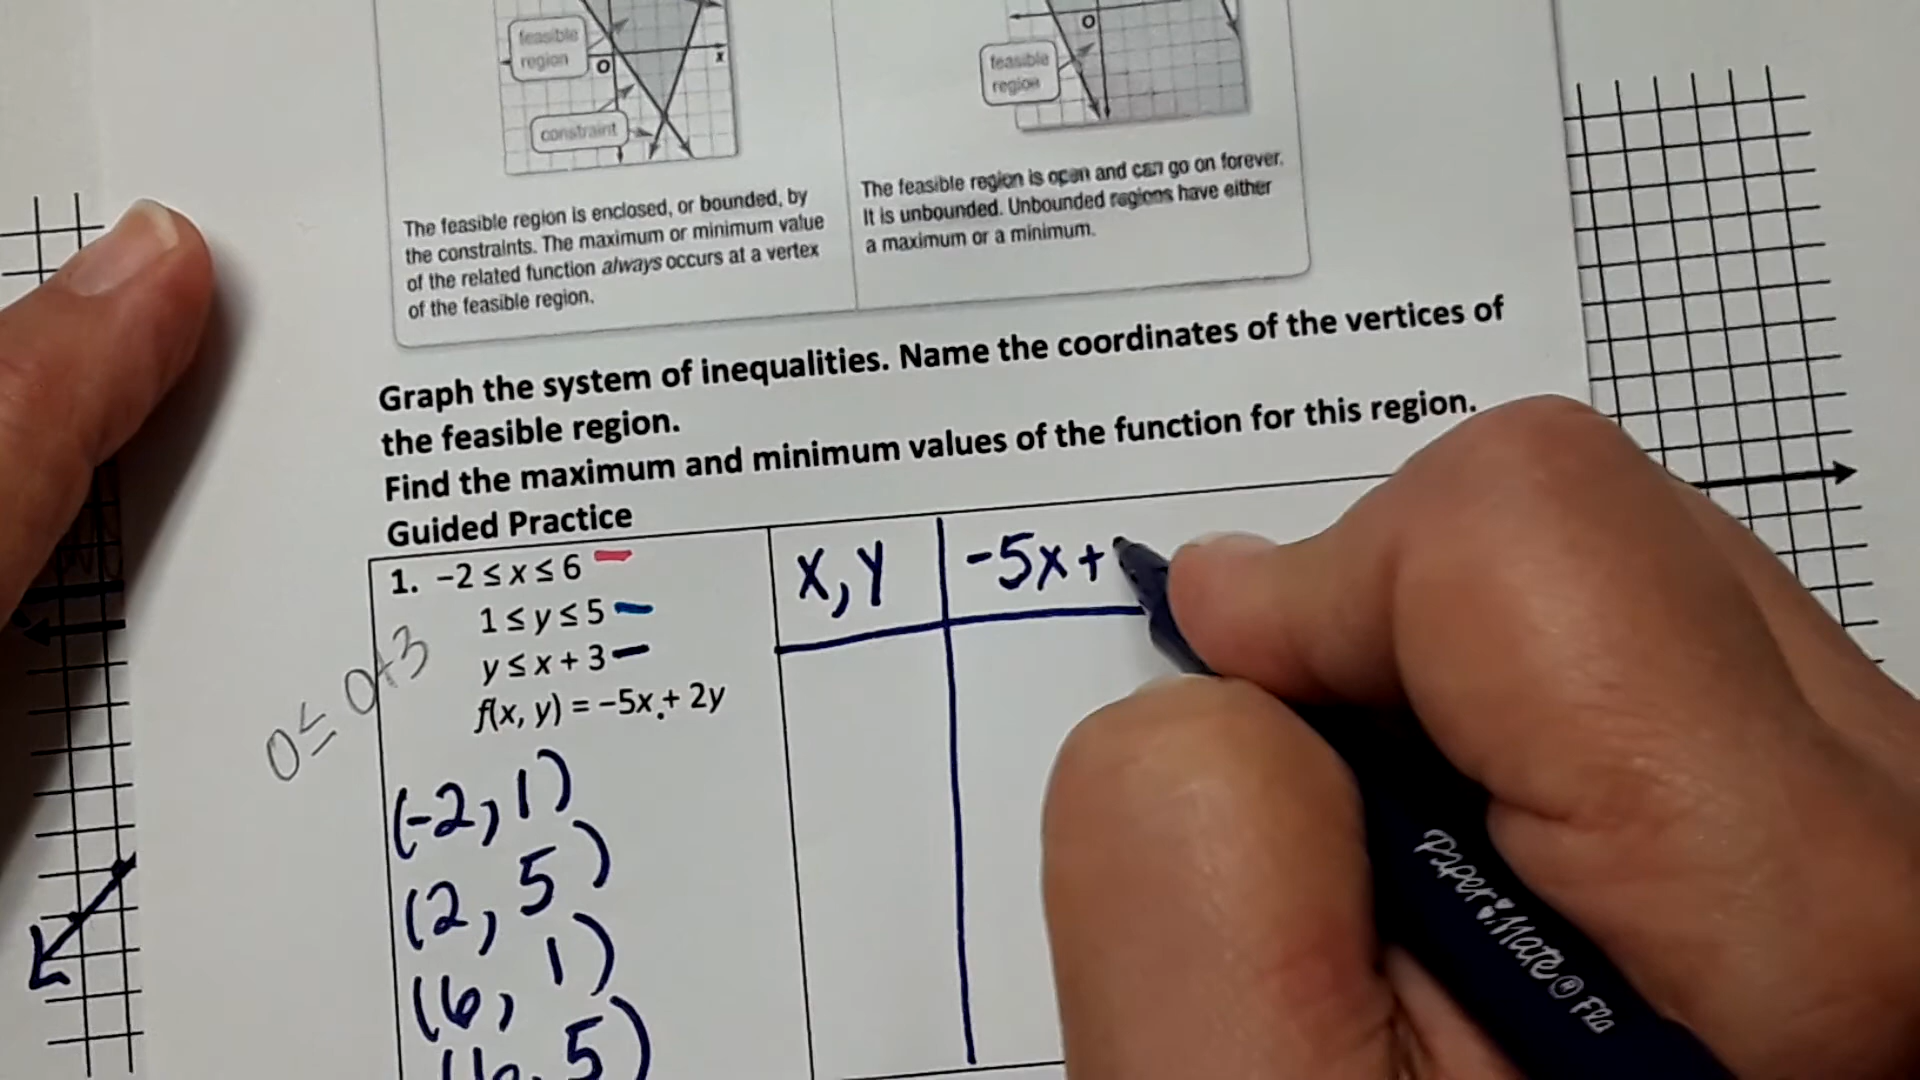 feasible
region
O
x
constraint
The feasible region is enclosed, or bounded, by
the constraints. The maximum or minimum value
of the related function always occurs at a vertex
of the feasible region.
O
feasible
region
The feasible region is open and can go on forever.
It is unbounded. Unbounded regions have either
a maximum or a minimum.
Graph the system of inequalities. Name the coordinates of the vertices of
the feasible region.
Find the maximum and minimum values of the function for this region.
Guided Practice
1. −2 ≤ x ≤ 6
1 ≤ y ≤ 5
y ≤ x + 3
f(x, y) = −5x + 2y
0 ≤ 0+3
(-2, 1)
(2, 5)
(6, 1)
(6, 5)
x, y
-5x+
Paper Mate ® Fla